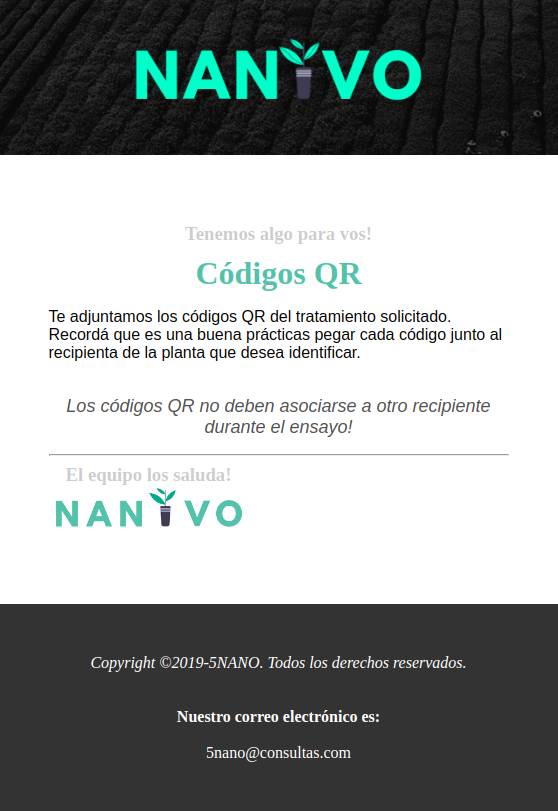 NANIVO
Tenemos algo para vos!
Códigos QR
Te adjuntamos los códigos QR del tratamiento solicitado.
Recordá que es una buena prácticas pegar cada código junto al
recipiente de la planta que desea identificar.
Los códigos QR no deben asociarse a otro recipiente
durante el ensayo!
El equipo los saluda!
NANIVO
Copyright ©2019-5NANO. Todos los derechos reservados.
Nuestro correo electrónico es:
5nano@consultas.com